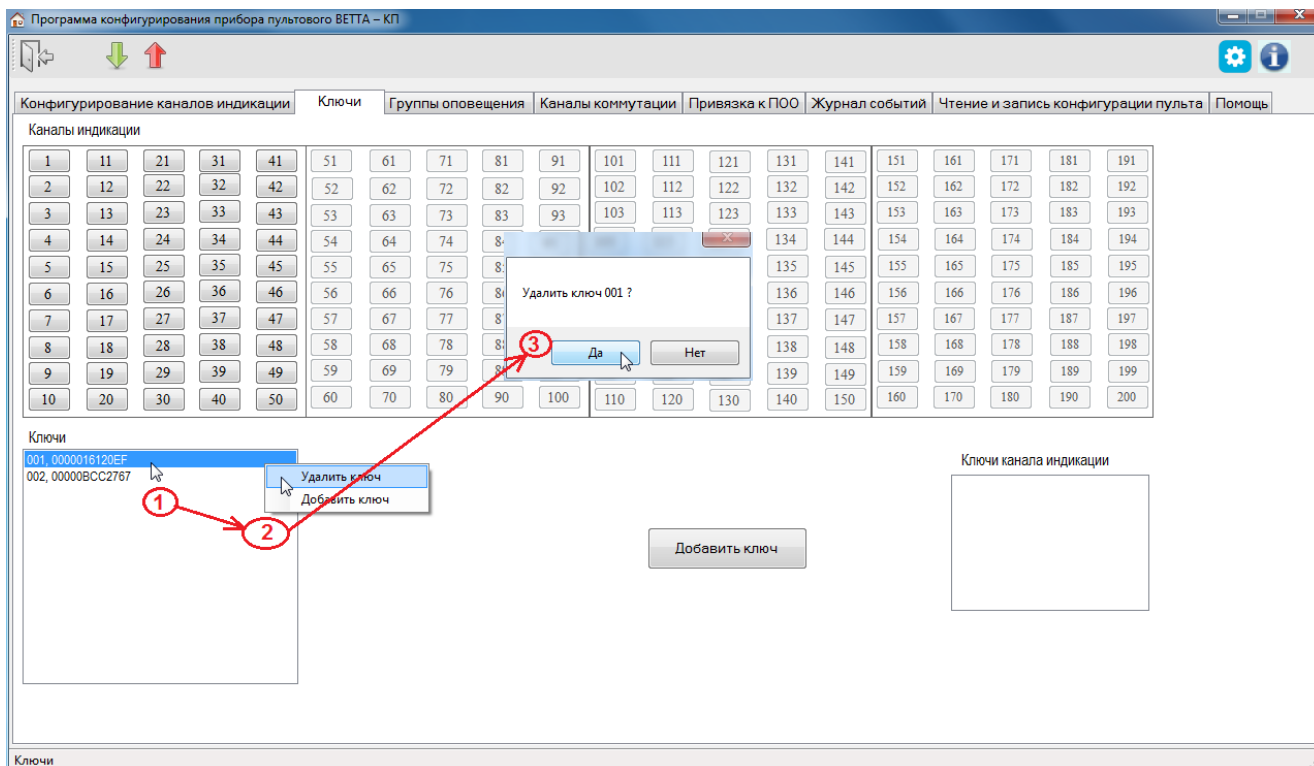 Программа конфигурирования прибора пультового ВЕТТА – КП
Конфигурирование каналов индикации Ключи Группы оповещения Каналы коммутации Привязка к ПОО Журнал событий Чтение и запись конфигурации пульта Помощь
Каналы индикации
1 11 21 31 41 51 61 71 81 91 101 111 121 131 141 151 161 171 181 191
2 12 22 32 42 52 62 72 82 92 102 112 122 132 142 152 162 172 182 192
3 13 23 33 43 53 63 73 83 93 103 113 123 133 143 153 163 173 183 193
4 14 24 34 44 54 64 74 134 144 154 164 174 184 194
5 15 25 35 45 55 65 75 135 145 155 165 175 185 195
6 16 26 36 46 56 66 76 136 146 156 166 176 186 196
7 17 27 37 47 57 67 77 137 147 157 167 177 187 197
8 18 28 38 48 58 68 78 138 148 158 168 178 188 198
9 19 29 39 49 59 69 79 139 149 159 169 179 189 199
10 20 30 40 50 60 70 80 90 100 110 120 130 140 150 160 170 180 190 200
Удалить ключ 001 ?
3
Да Нет
Ключи
001, 0000016120EF
002, 00000BCC2767
1
2
Удалить ключ
Добавить ключ
Добавить ключ
Ключи канала индикации
Ключи